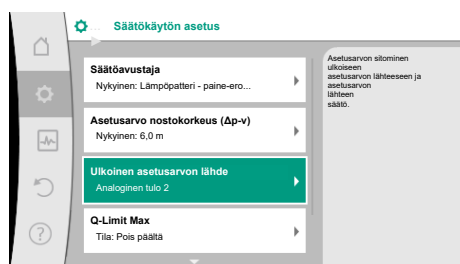 Säätökäytön asetus
Säätöavustaja
Nykyinen: Lämpöpatteri - paine-ero...
Asetusarvo nostokorkeus (Δp-v)
Nykyinen: 6,0 m
Ulkoinen asetusarvon lähde
Analoginen tulo 2
Q-Limit Max
Tila: Pois päältä
Asetusarvon sitominen
ulkoiseen
asetusarvon lähteeseen ja
asetusarvon
lähteen
säätö.